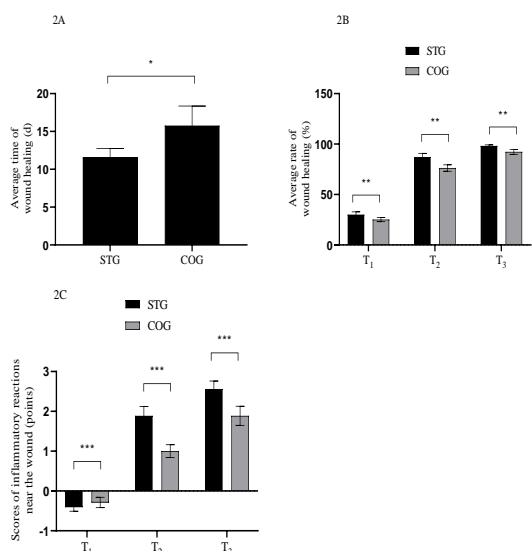 2A
*
20
15
10
5
0
Average time of
wound healing (d)
STG COG
2B
STG
COG
150
100
50
0
Average rate of
wound healing (%)
**
**
**
T1 T2 T3
2C
STG
COG
3
2
1
0
-1
Scores of inflammatory reactions
near the wound (points)
***
***
***
T1 T2